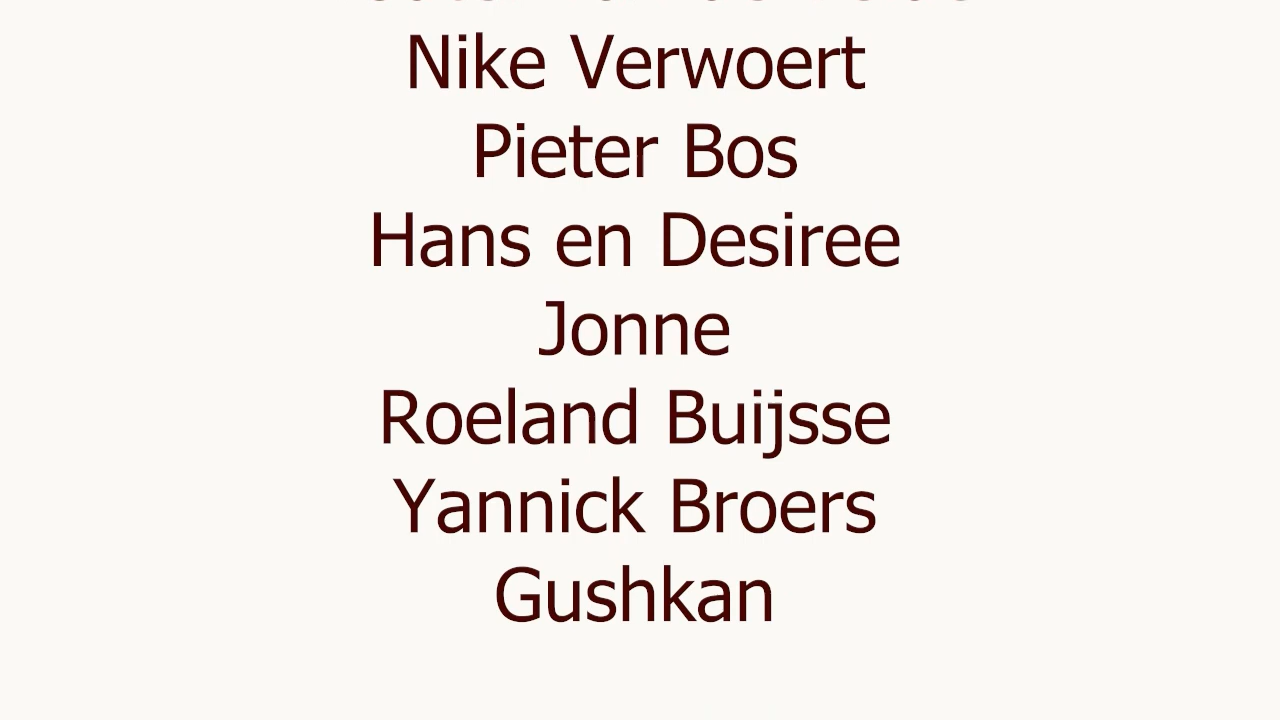 Nike Verwoert
Pieter Bos
Hans en Desiree
Jonne
Roeland Buijsse
Yannick Broers
Gushkan